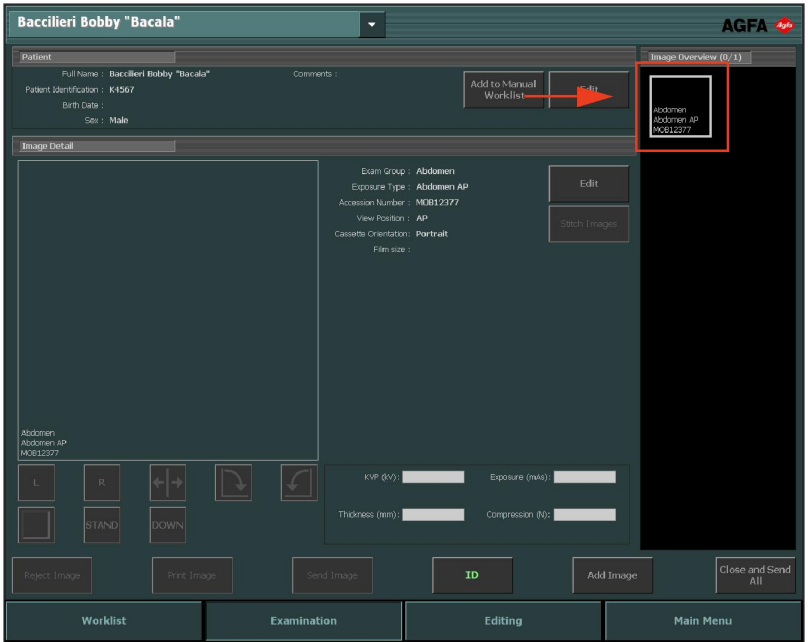 Baccilieri Bobby "Bacala"
AGFA
Agfa
Patient
Full Name : Baccilieri Bobby "Bacala"
Comments :
Patient Identification : K4567
Birth Date :
Sex : Male
Add to Manual
Worklist
Edit
Image Overview (0/1)
Abdomen
Abdomen AP
MOB12377
Image Detail
Exam Group : Abdomen
Exposure Type : Abdomen AP
Accession Number : MOB12377
View Position : AP
Cassette Orientation: Portrait
Film size :
Edit
Stitch Images
Abdomen
Abdomen AP
MOB12377
L
R
STAND
DOWN
KVP (kV):
Exposure (mAs):
Thickness (mm):
Compression (N):
Reject Image
Print Image
Send Image
ID
Add Image
Close and Send
All
Worklist
Examination
Editing
Main Menu